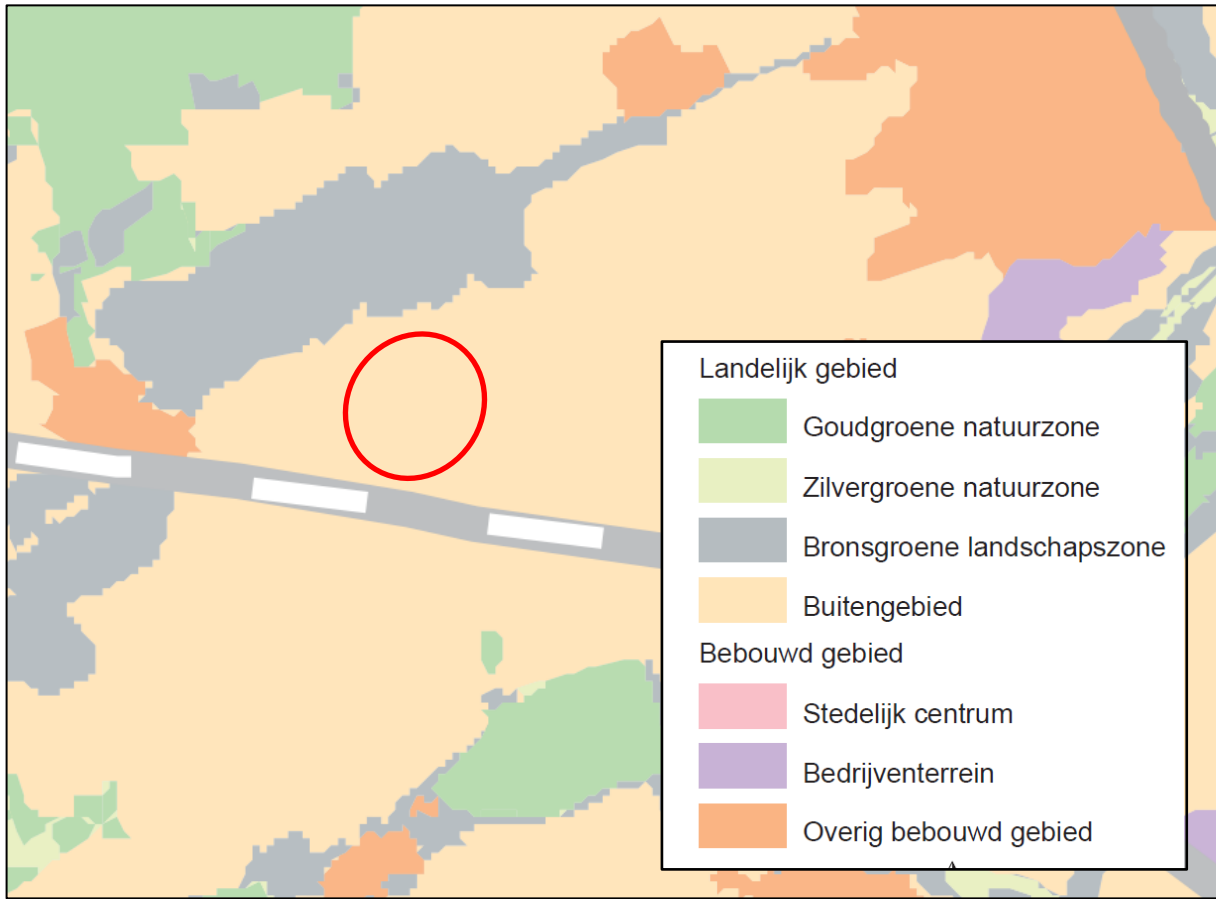 Landelijk gebied
Goudgroene natuurzone
Zilvergroene natuurzone
Bronsgroene landschapszone
Buitengebied
Bebouwd gebied
Stedelijk centrum
Bedrijventerrein
Overig bebouwd gebied